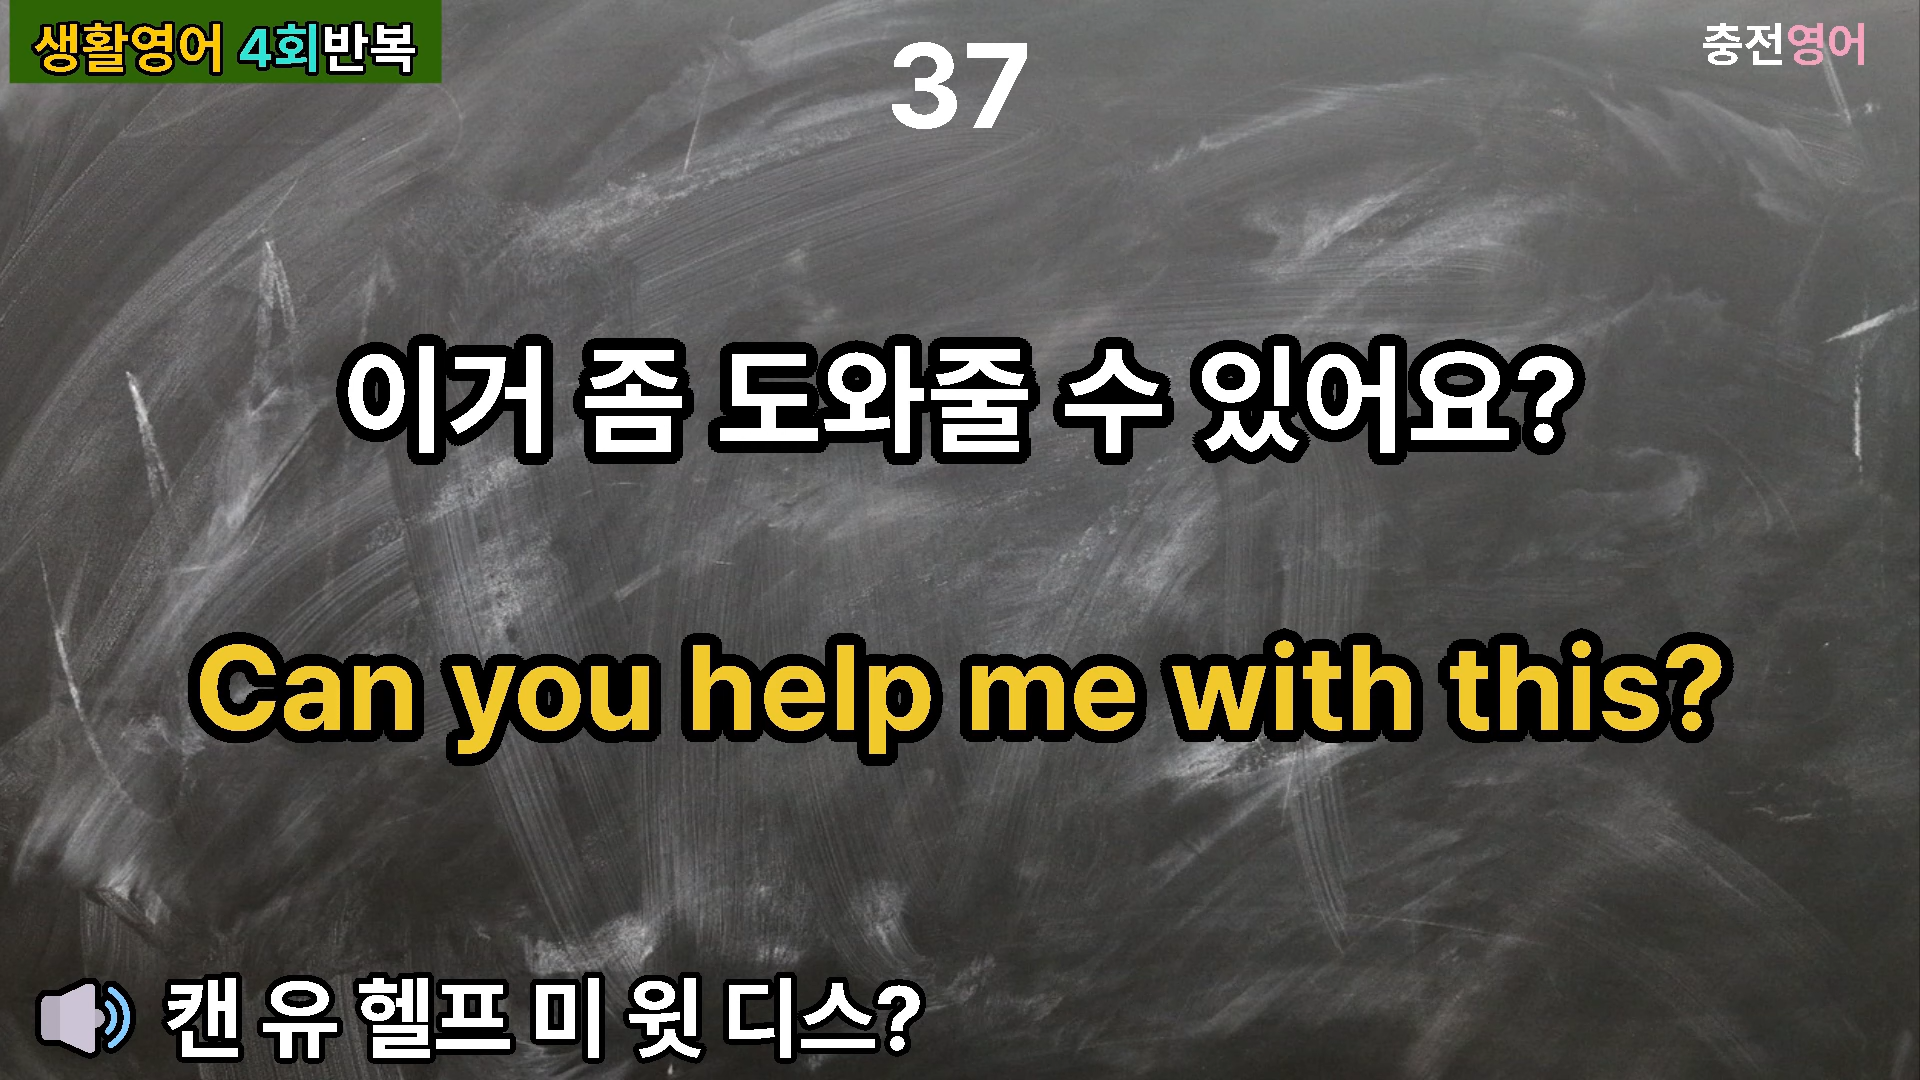 생활영어 4회반복
충전영어
37
이거 좀 도와줄 수 있어요?
Can you help me with this?
캔 유 헬프 미 윗 디스?